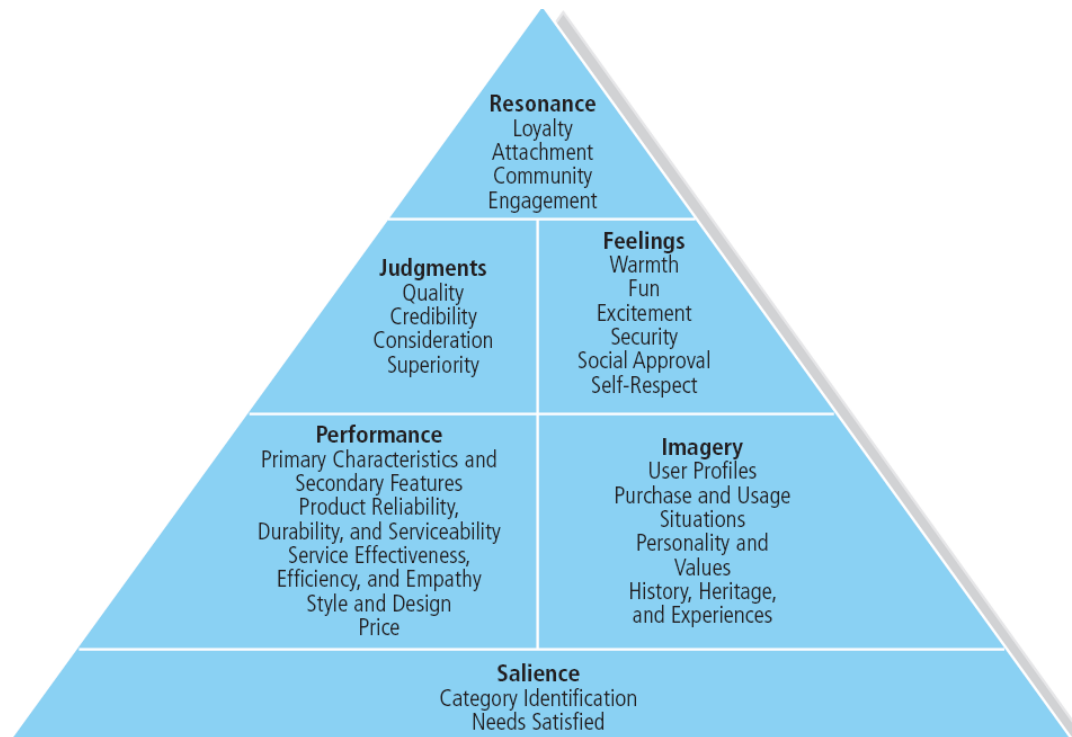 Resonance
Loyalty
Attachment
Community
Engagement
Judgments
Quality
Credibility
Consideration
Superiority
Feelings
Warmth
Fun
Excitement
Security
Social Approval
Self-Respect
Performance
Primary Characteristics and
Secondary Features
Product Reliability,
Durability, and Serviceability
Service Effectiveness,
Efficiency, and Empathy
Style and Design
Price
Imagery
User Profiles
Purchase and Usage
Situations
Personality and
Values
History, Heritage,
and Experiences
Salience
Category Identification
Needs Satisfied